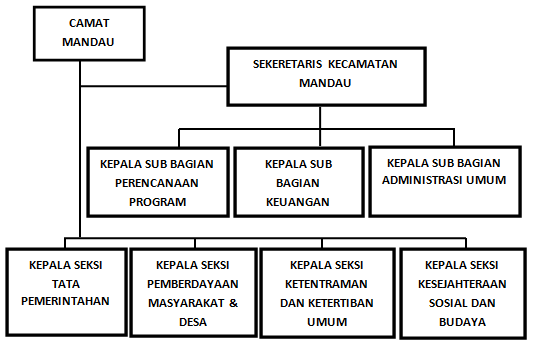 CAMAT
MANDAU
SEKERETARIS KECAMATAN
MANDAU
KEPALA SUB BAGIAN
PERENCANAAN
PROGRAM
KEPALA SUB
BAGIAN
KEUANGAN
KEPALA SUB BAGIAN
ADMINISTRASI UMUM
KEPALA SEKSI
TATA
PEMERINTAHAN
KEPALA SEKSI
PEMBERDAYAAN
MASYARAKAT &
DESA
KEPALA SEKSI
KETENTRAMAN
DAN KETERTIBAN
UMUM
KEPALA SEKSI
KESEJAHTERAAN
SOSIAL DAN
BUDAYA